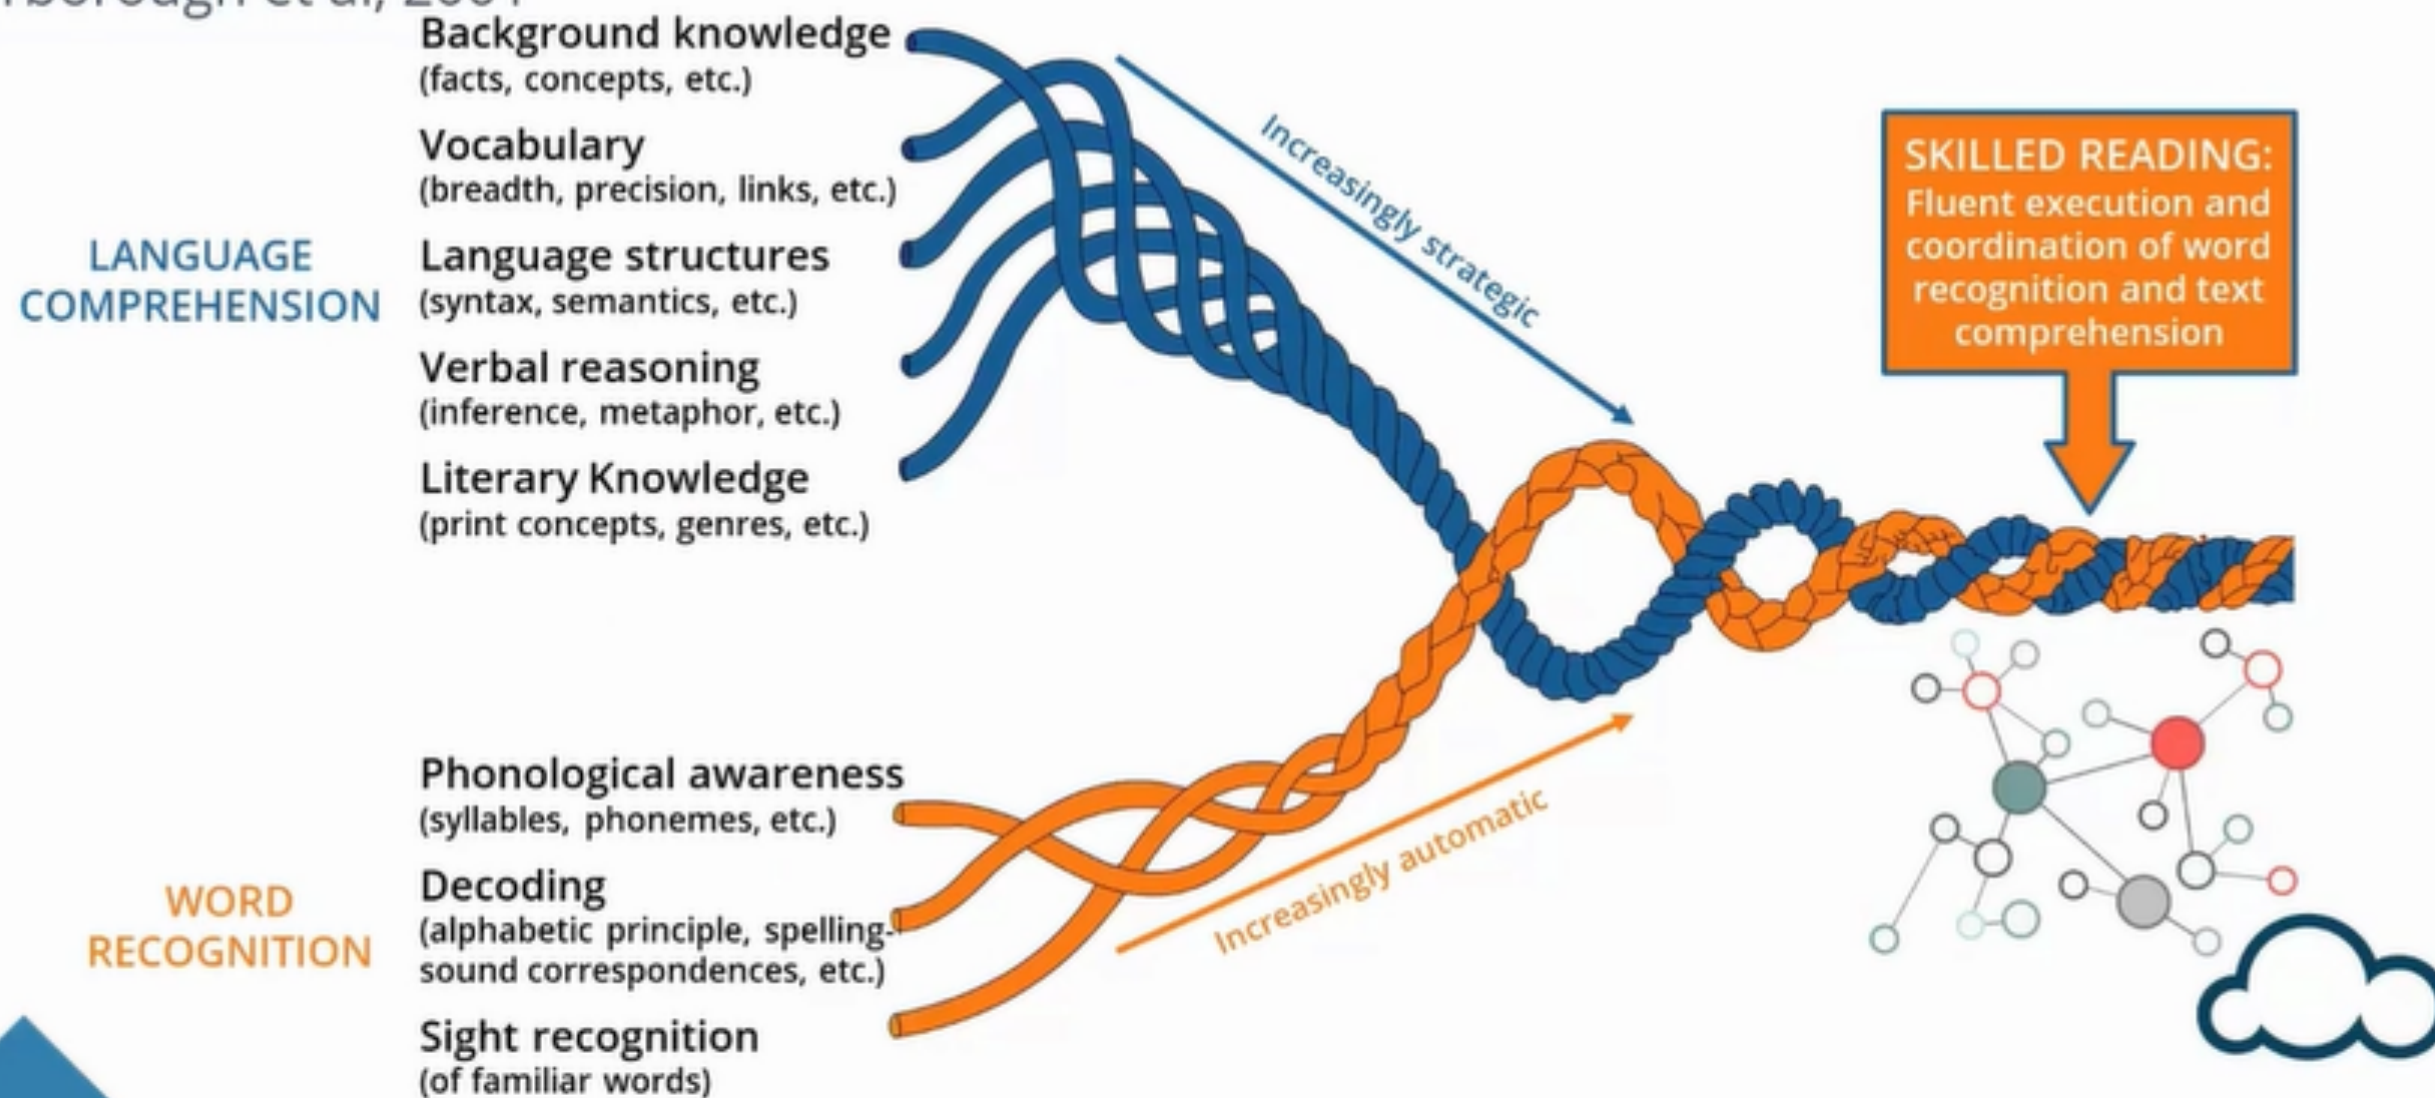 Background knowledge
(facts, concepts, etc.)
Vocabulary
(breadth, precision, links, etc.)
LANGUAGE
COMPREHENSION
Language structures
(syntax, semantics, etc.)
Verbal reasoning
(inference, metaphor, etc.)
Literary Knowledge
(print concepts, genres, etc.)
Increasingly strategic
SKILLED READING:
Fluent execution and
coordination of word
recognition and text
comprehension
WORD
RECOGNITION
Phonological awareness
(syllables, phonemes, etc.)
Decoding
(alphabetic principle, spelling-
sound correspondences, etc.)
Sight recognition
(of familiar words)
Increasingly automatic